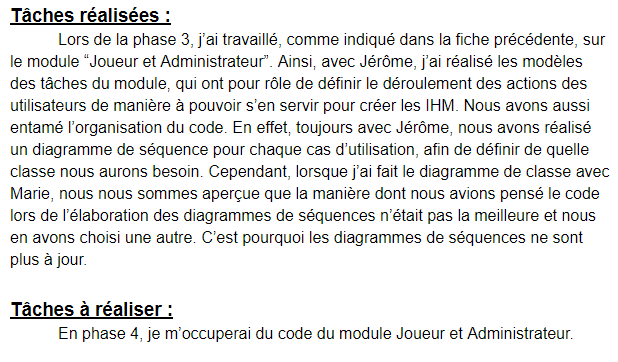 Tâches réalisées :
Lors de la phase 3, j’ai travaillé, comme indiqué dans la fiche précédente, sur
le module “Joueur et Administrateur”. Ainsi, avec Jérôme, j’ai réalisé les modèles
des tâches du module, qui ont pour rôle de définir le déroulement des actions des
utilisateurs de manière à pouvoir s’en servir pour créer les IHM. Nous avons aussi
entamé l’organisation du code. En effet, toujours avec Jérôme, nous avons réalisé
un diagramme de séquence pour chaque cas d’utilisation, afin de définir de quelle
classe nous aurons besoin. Cependant, lorsque j’ai fait le diagramme de classe avec
Marie, nous nous sommes aperçue que la manière dont nous avions pensé le code
lors de l’élaboration des diagrammes de séquences n’était pas la meilleure et nous
en avons choisi une autre. C’est pourquoi les diagrammes de séquences ne sont
plus à jour.
Tâches à réaliser :
En phase 4, je m’occuperai du code du module Joueur et Administrateur.